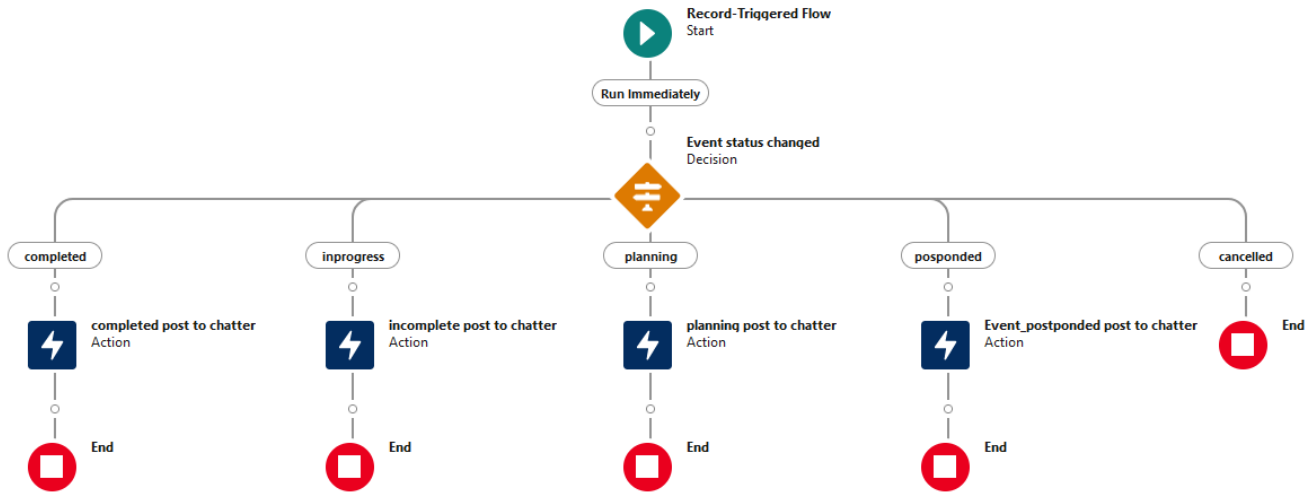 Record-Triggered Flow
Start
Run Immediately
Event status changed
Decision
completed
inprogress
planning
posponded
cancelled
completed post to chatter
Action
incomplete post to chatter
Action
planning post to chatter
Action
Event_postponded post to chatter
Action
End
End
End
End
End